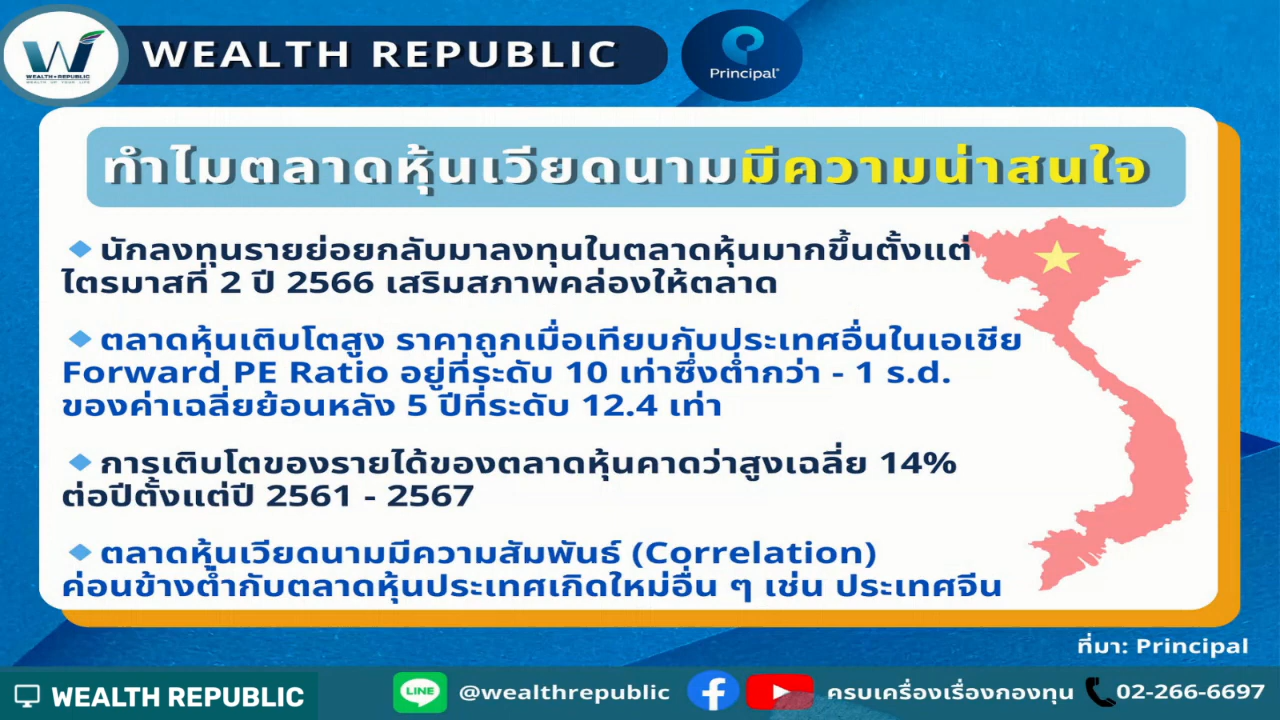 WEALTH REPUBLIC
WEALTH REPUBLIC
Principal
ทำไมตลาดหุ้นเวียดนามมีความน่าสนใจ
นักลงทุนรายย่อยกลับมาลงทุนในตลาดหุ้นมากขึ้นตั้งแต่
ไตรมาสที่ 2 ปี 2566 เสริมสภาพคล่องให้ตลาด
ตลาดหุ้นเติบโตสูง ราคาถูกเมื่อเทียบกับประเทศอื่นในเอเชีย
Forward PE Ratio อยู่ที่ระดับ 10 เท่าซึ่งต่ำกว่า - 1 s.d.
ของค่าเฉลี่ยย้อนหลัง 5 ปีที่ระดับ 12.4 เท่า
การเติบโตของรายได้ของตลาดหุ้นคาดว่าสูงเฉลี่ย 14%
ต่อปีตั้งแต่ปี 2561 - 2567
ตลาดหุ้นเวียดนามมีความสัมพันธ์ (Correlation)
ค่อนข้างต่ำกับตลาดหุ้นประเทศเกิดใหม่อื่น ๆ เช่น ประเทศจีน
ที่มา: Principal
WEALTH REPUBLIC LINE @wealthrepublic ครบเครื่องเรื่องกองทุน 02-266-6697